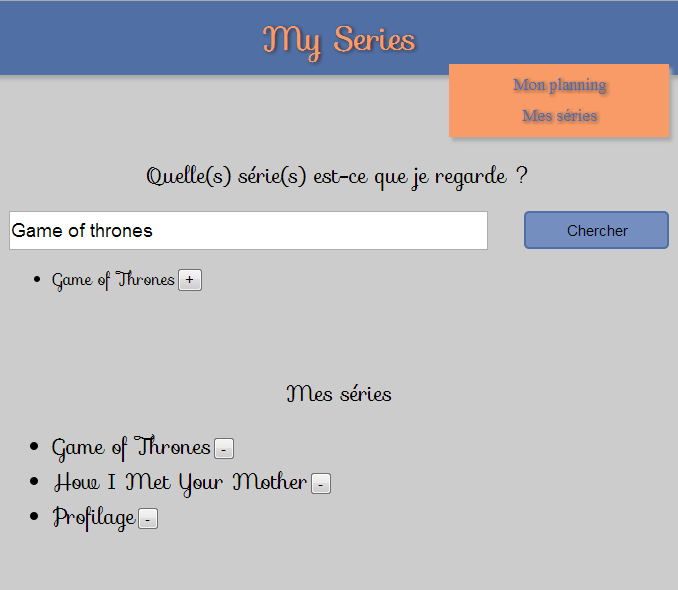 My Series
Mon planning
Mes séries
Quelle(s) série(s) est-ce que je regarde ?
Game of thrones
Chercher
Game of Thrones +
Mes séries
Game of Thrones -
How I Met Your Mother -
Profilage -